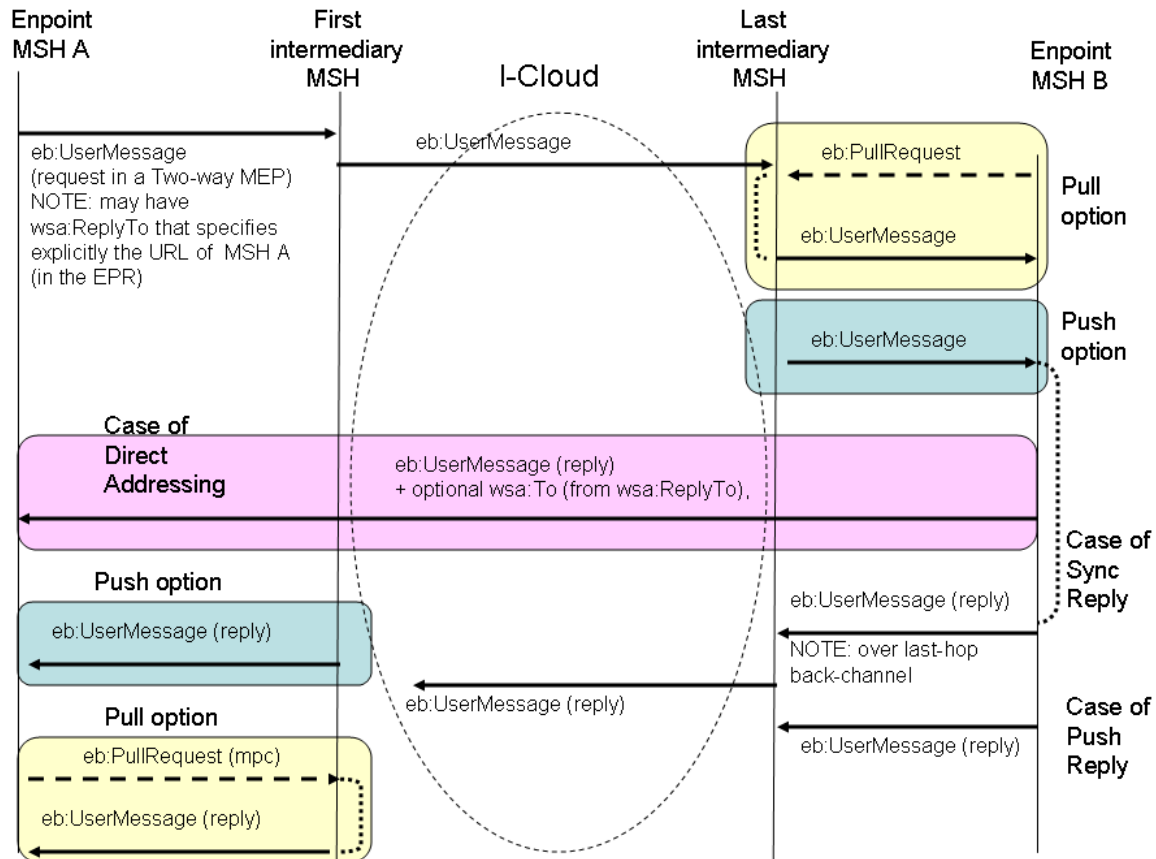 Enpoint
MSH A
First
intermediary
MSH
I-Cloud
Last
intermediary
MSH
Enpoint
MSH B
eb:UserMessage
(request in a Two-way MEP)
NOTE: may have
wsa:ReplyTo that specifies
explicitly the URL of MSH A
(in the EPR)
eb:UserMessage
eb:PullRequest
eb:UserMessage
Pull
option
eb:UserMessage
Push
option
Case of
Direct
Addressing
eb:UserMessage (reply)
+ optional wsa:To (from wsa:ReplyTo),
Case of
Sync
Reply
Push option
eb:UserMessage (reply)
eb:UserMessage (reply)
NOTE: over last-hop
back-channel
eb:UserMessage (reply)
eb:UserMessage (reply)
Case of
Push
Reply
Pull option
eb:PullRequest (mpc)
eb:UserMessage (reply)